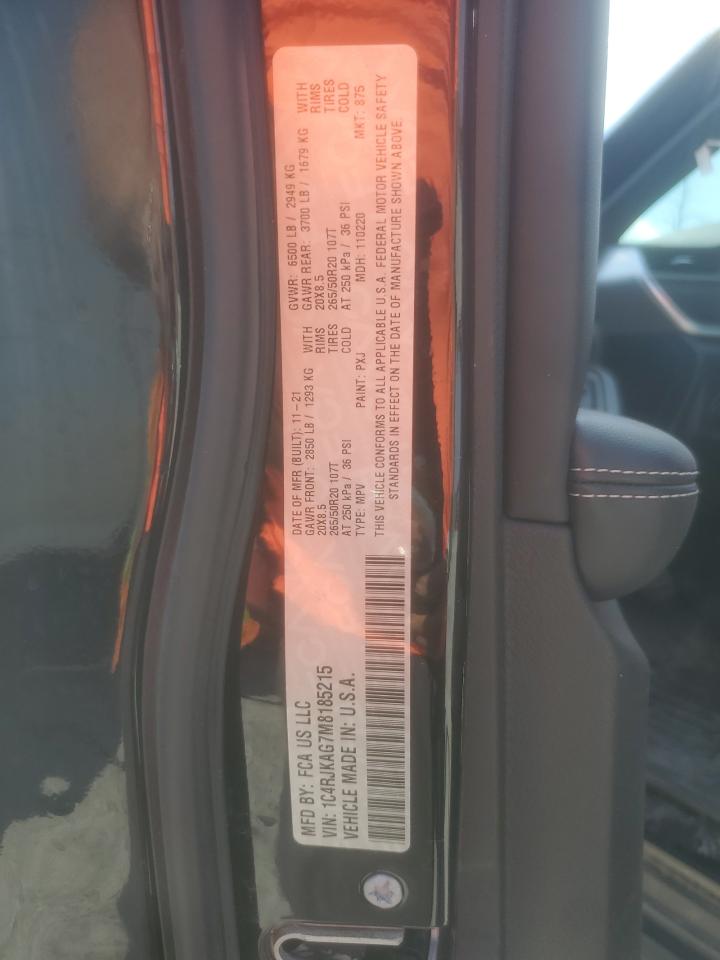 MFD BY: FCA US LLC
VIN: 1C4RJKAG7M8185215
VEHICLE MADE IN: U.S.A.
DATE OF MFR (BUILT): 11-21
GAWR FRONT: 2850 LB / 1293 KG WITH
20X8.5 RIMS
265/50R20 107T TIRES
AT 250 kPa / 36 PSI COLD
TYPE: MPV PAINT: PXJ
GVWR: 6500 LB / 2949 KG
GAWR REAR: 3700 LB / 1679 KG WITH
20X8.5 RIMS
265/50R20 107T TIRES
AT 250 kPa / 36 PSI COLD
MDH: 110220 MKT: 875
THIS VEHICLE CONFORMS TO ALL APPLICABLE U.S.A. FEDERAL MOTOR VEHICLE SAFETY
STANDARDS IN EFFECT ON THE DATE OF MANUFACTURE SHOWN ABOVE.